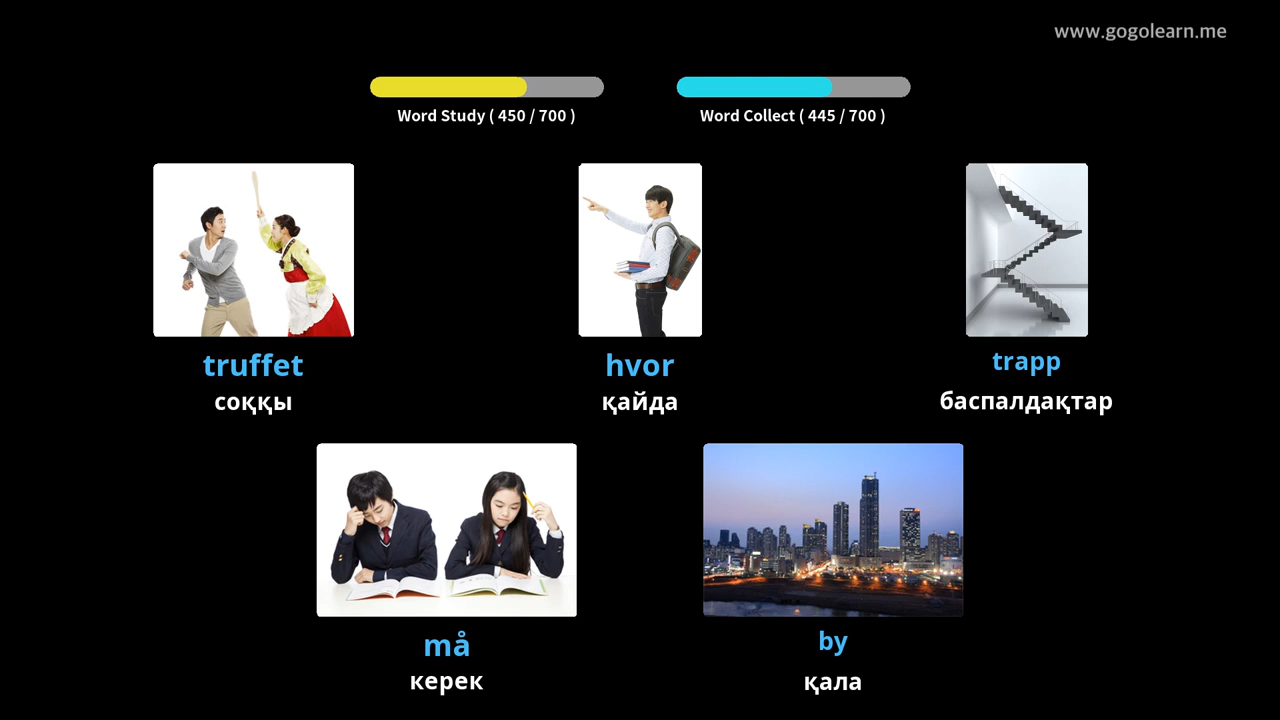 www.gogolearn.me
Word Study ( 450 / 700 )
Word Collect ( 445 / 700 )
truffet
соққы
hvor
қайда
trapp
баспалдақтар
må
керек
by
қала